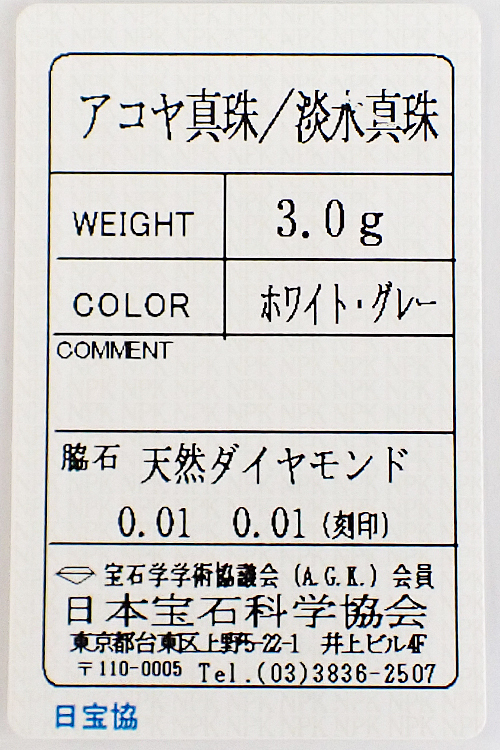 アコヤ真珠／淡水真珠
WEIGHT 3.0g
COLOR ホワイト・グレー
COMMENT
脇石 天然ダイヤモンド
0.01 0.01 (刻印)
宝石学学術協議会 (A.G.K.) 会員
日本宝石科学協会
東京都台東区上野5-22-1 井上ビル4F
〒110-0005 Tel.(03)3836-2507
日宝協